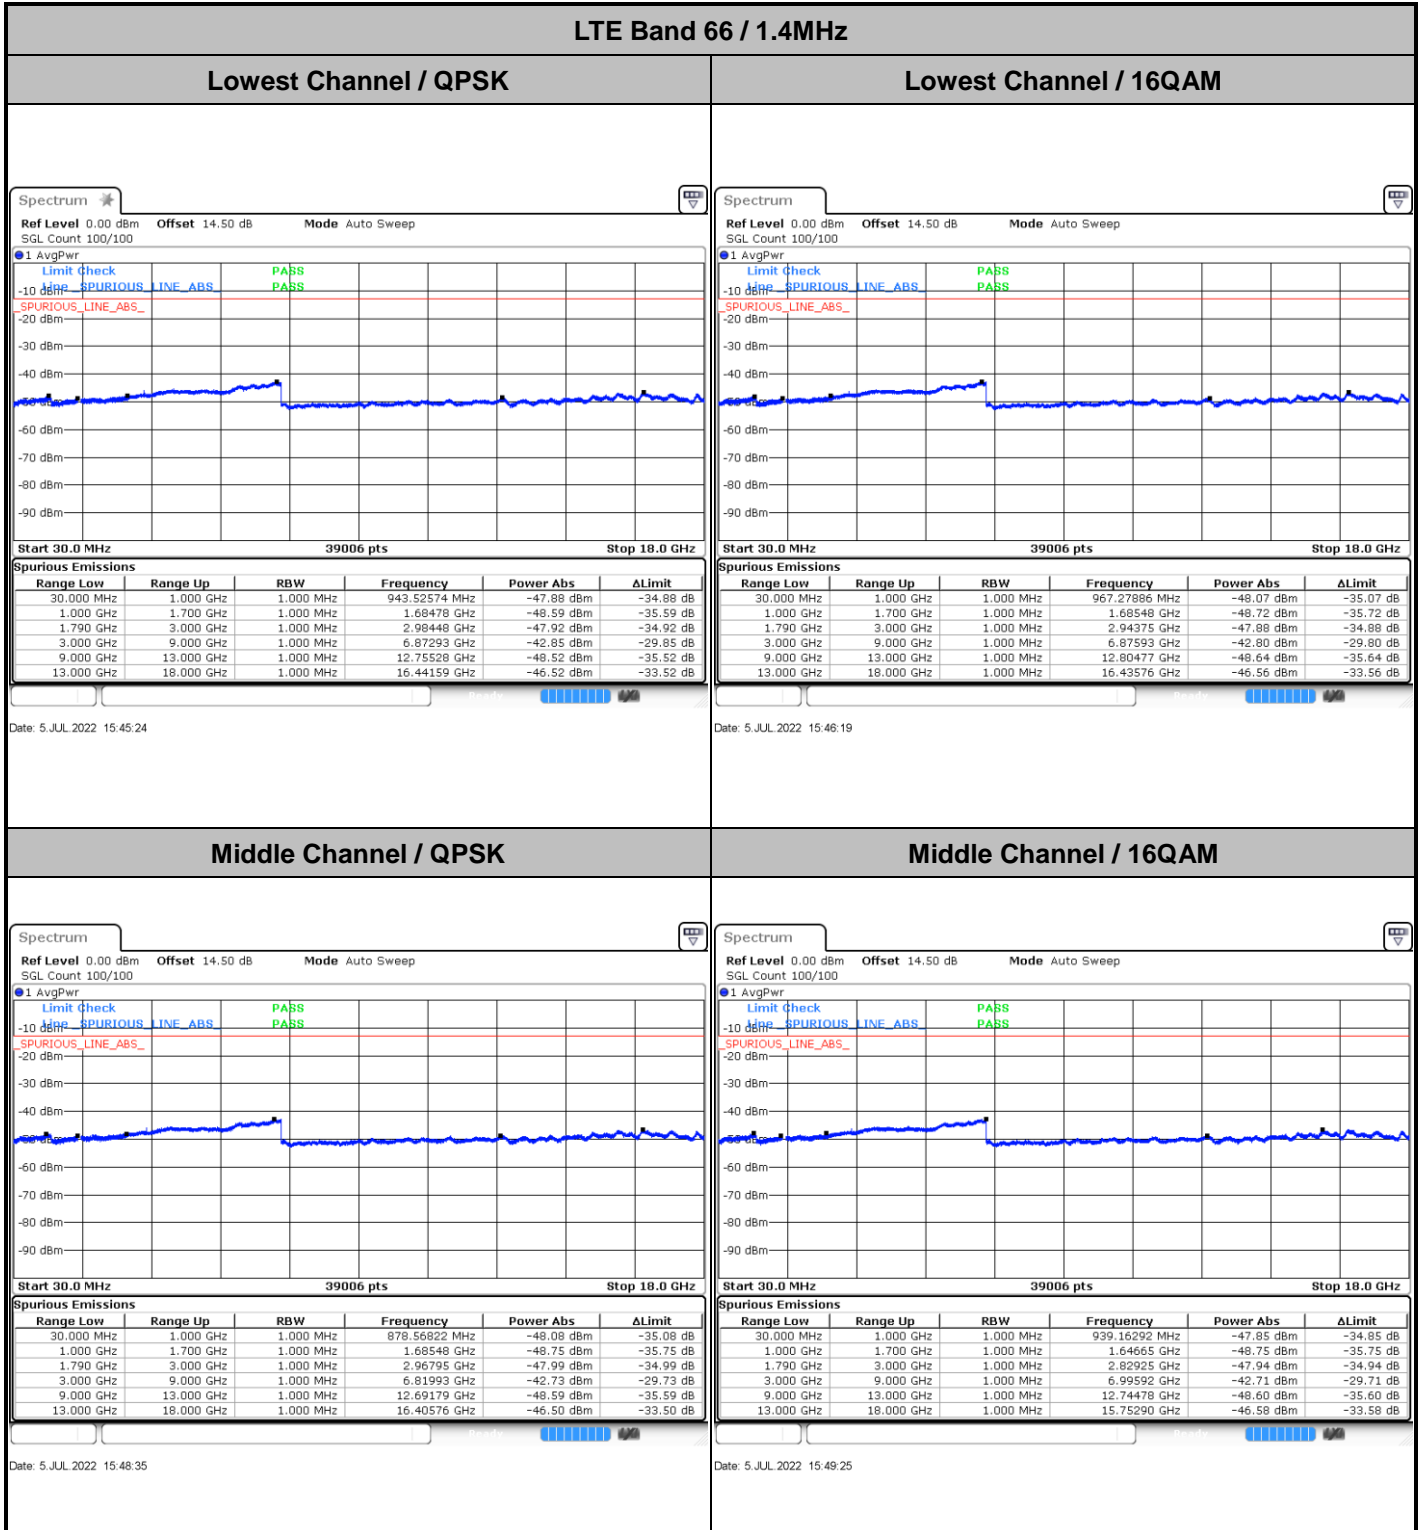 LTE Band 66 / 1.4MHz
Lowest Channel / QPSK
Lowest Channel / 16QAM
Spectrum
Ref Level 0.00 dBm Offset 14.50 dB Mode Auto Sweep
SGL Count 100/100
1 AvgPwr
Limit Check PASS
-10 dBm Line _SPURIOUS_LINE_ABS_ PASS
_SPURIOUS_LINE_ABS_
-20 dBm
-30 dBm
-40 dBm
-50 dBm
-60 dBm
-70 dBm
-80 dBm
-90 dBm
Start 30.0 MHz 39006 pts Stop 18.0 GHz
Spurious Emissions
Range Low Range Up RBW Frequency Power Abs ΔLimit
30.000 MHz 1.000 GHz 1.000 MHz 943.52574 MHz -47.88 dBm -34.88 dB
1.000 GHz 1.700 GHz 1.000 MHz 1.68478 GHz -48.59 dBm -35.59 dB
1.790 GHz 3.000 GHz 1.000 MHz 2.98448 GHz -47.92 dBm -34.92 dB
3.000 GHz 9.000 GHz 1.000 MHz 6.87293 GHz -42.85 dBm -29.85 dB
9.000 GHz 13.000 GHz 1.000 MHz 12.75528 GHz -48.52 dBm -35.52 dB
13.000 GHz 18.000 GHz 1.000 MHz 16.44159 GHz -46.52 dBm -33.52 dB
Ready
Date: 5.JUL.2022 15:45:24
Spectrum
Ref Level 0.00 dBm Offset 14.50 dB Mode Auto Sweep
SGL Count 100/100
1 AvgPwr
Limit Check PASS
-10 dBm Line _SPURIOUS_LINE_ABS_ PASS
_SPURIOUS_LINE_ABS_
-20 dBm
-30 dBm
-40 dBm
-50 dBm
-60 dBm
-70 dBm
-80 dBm
-90 dBm
Start 30.0 MHz 39006 pts Stop 18.0 GHz
Spurious Emissions
Range Low Range Up RBW Frequency Power Abs ΔLimit
30.000 MHz 1.000 GHz 1.000 MHz 967.27886 MHz -48.07 dBm -35.07 dB
1.000 GHz 1.700 GHz 1.000 MHz 1.68548 GHz -48.72 dBm -35.72 dB
1.790 GHz 3.000 GHz 1.000 MHz 2.94375 GHz -47.88 dBm -34.88 dB
3.000 GHz 9.000 GHz 1.000 MHz 6.87593 GHz -42.80 dBm -29.80 dB
9.000 GHz 13.000 GHz 1.000 MHz 12.80477 GHz -48.64 dBm -35.64 dB
13.000 GHz 18.000 GHz 1.000 MHz 16.43576 GHz -46.56 dBm -33.56 dB
Ready
Date: 5.JUL.2022 15:46:19
Middle Channel / QPSK
Middle Channel / 16QAM
Spectrum
Ref Level 0.00 dBm Offset 14.50 dB Mode Auto Sweep
SGL Count 100/100
1 AvgPwr
Limit Check PASS
-10 dBm Line _SPURIOUS_LINE_ABS_ PASS
_SPURIOUS_LINE_ABS_
-20 dBm
-30 dBm
-40 dBm
-50 dBm
-60 dBm
-70 dBm
-80 dBm
-90 dBm
Start 30.0 MHz 39006 pts Stop 18.0 GHz
Spurious Emissions
Range Low Range Up RBW Frequency Power Abs ΔLimit
30.000 MHz 1.000 GHz 1.000 MHz 878.56822 MHz -48.08 dBm -35.08 dB
1.000 GHz 1.700 GHz 1.000 MHz 1.68548 GHz -48.75 dBm -35.75 dB
1.790 GHz 3.000 GHz 1.000 MHz 2.96795 GHz -47.99 dBm -34.99 dB
3.000 GHz 9.000 GHz 1.000 MHz 6.81993 GHz -42.73 dBm -29.73 dB
9.000 GHz 13.000 GHz 1.000 MHz 12.69179 GHz -48.59 dBm -35.59 dB
13.000 GHz 18.000 GHz 1.000 MHz 16.40576 GHz -46.50 dBm -33.50 dB
Ready
Date: 5.JUL.2022 15:48:35
Spectrum
Ref Level 0.00 dBm Offset 14.50 dB Mode Auto Sweep
SGL Count 100/100
1 AvgPwr
Limit Check PASS
-10 dBm Line _SPURIOUS_LINE_ABS_ PASS
_SPURIOUS_LINE_ABS_
-20 dBm
-30 dBm
-40 dBm
-50 dBm
-60 dBm
-70 dBm
-80 dBm
-90 dBm
Start 30.0 MHz 39006 pts Stop 18.0 GHz
Spurious Emissions
Range Low Range Up RBW Frequency Power Abs ΔLimit
30.000 MHz 1.000 GHz 1.000 MHz 939.16292 MHz -47.85 dBm -34.85 dB
1.000 GHz 1.700 GHz 1.000 MHz 1.64665 GHz -48.75 dBm -35.75 dB
1.790 GHz 3.000 GHz 1.000 MHz 2.82925 GHz -47.94 dBm -34.94 dB
3.000 GHz 9.000 GHz 1.000 MHz 6.99592 GHz -42.71 dBm -29.71 dB
9.000 GHz 13.000 GHz 1.000 MHz 12.74478 GHz -48.60 dBm -35.60 dB
13.000 GHz 18.000 GHz 1.000 MHz 15.75290 GHz -46.58 dBm -33.58 dB
Ready
Date: 5.JUL.2022 15:49:25